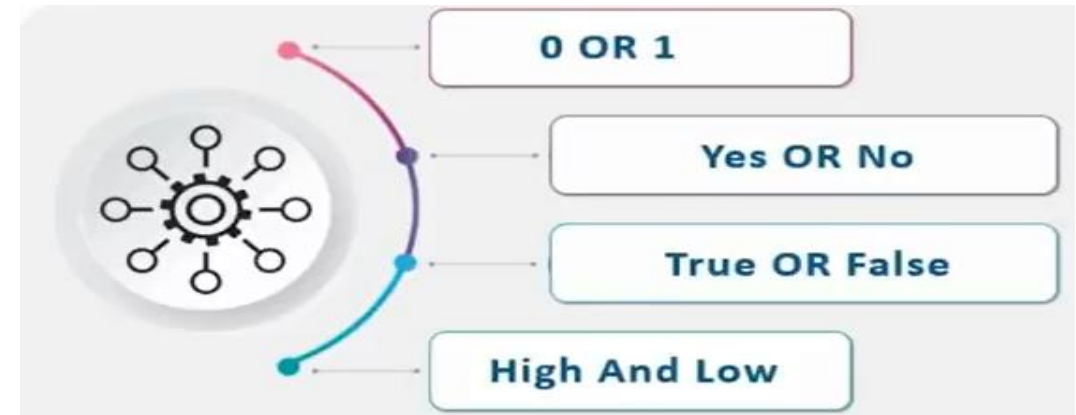 0 OR 1
Yes OR No
True OR False
High And Low